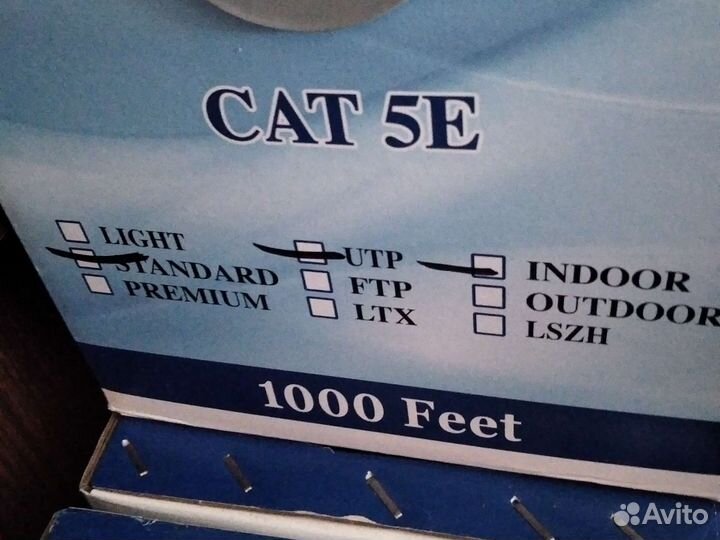 CAT 5E
LIGHT
STANDARD
PREMIUM
UTP
FTP
LTX
INDOOR
OUTDOOR
LSZH
1000 Feet
Avito